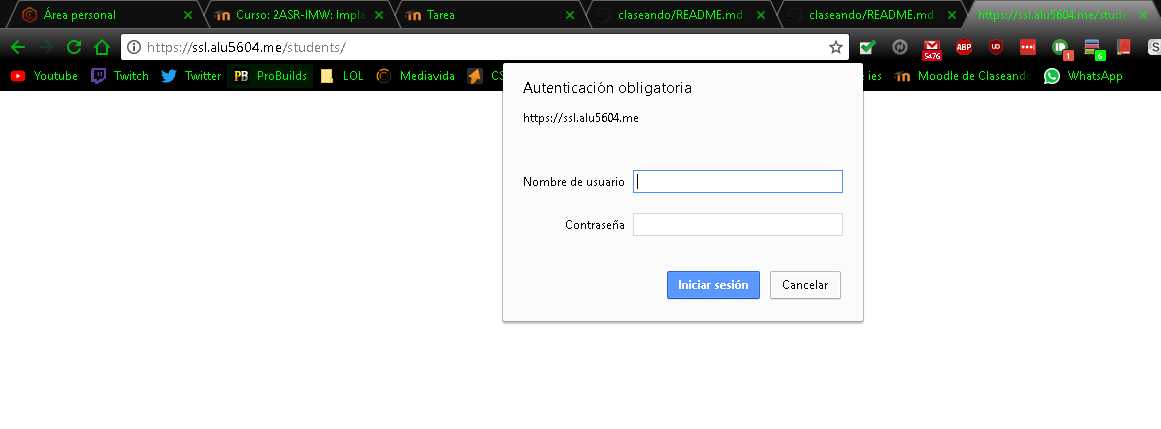 Área personal
Curso: 2ASR-IMW: Impla
Tarea
claseando/README.md
claseando/README.md
https://ssl.alu5604.me/stude
https://ssl.alu5604.me/students/
ABP
5476
1
6
S
Youtube
Twitch
Twitter
PB ProBuilds
LOL
Mediavida
CS
e ies
Moodle de Claseando
WhatsApp
Autenticación obligatoria
https://ssl.alu5604.me
Nombre de usuario
Contraseña
Iniciar sesión
Cancelar